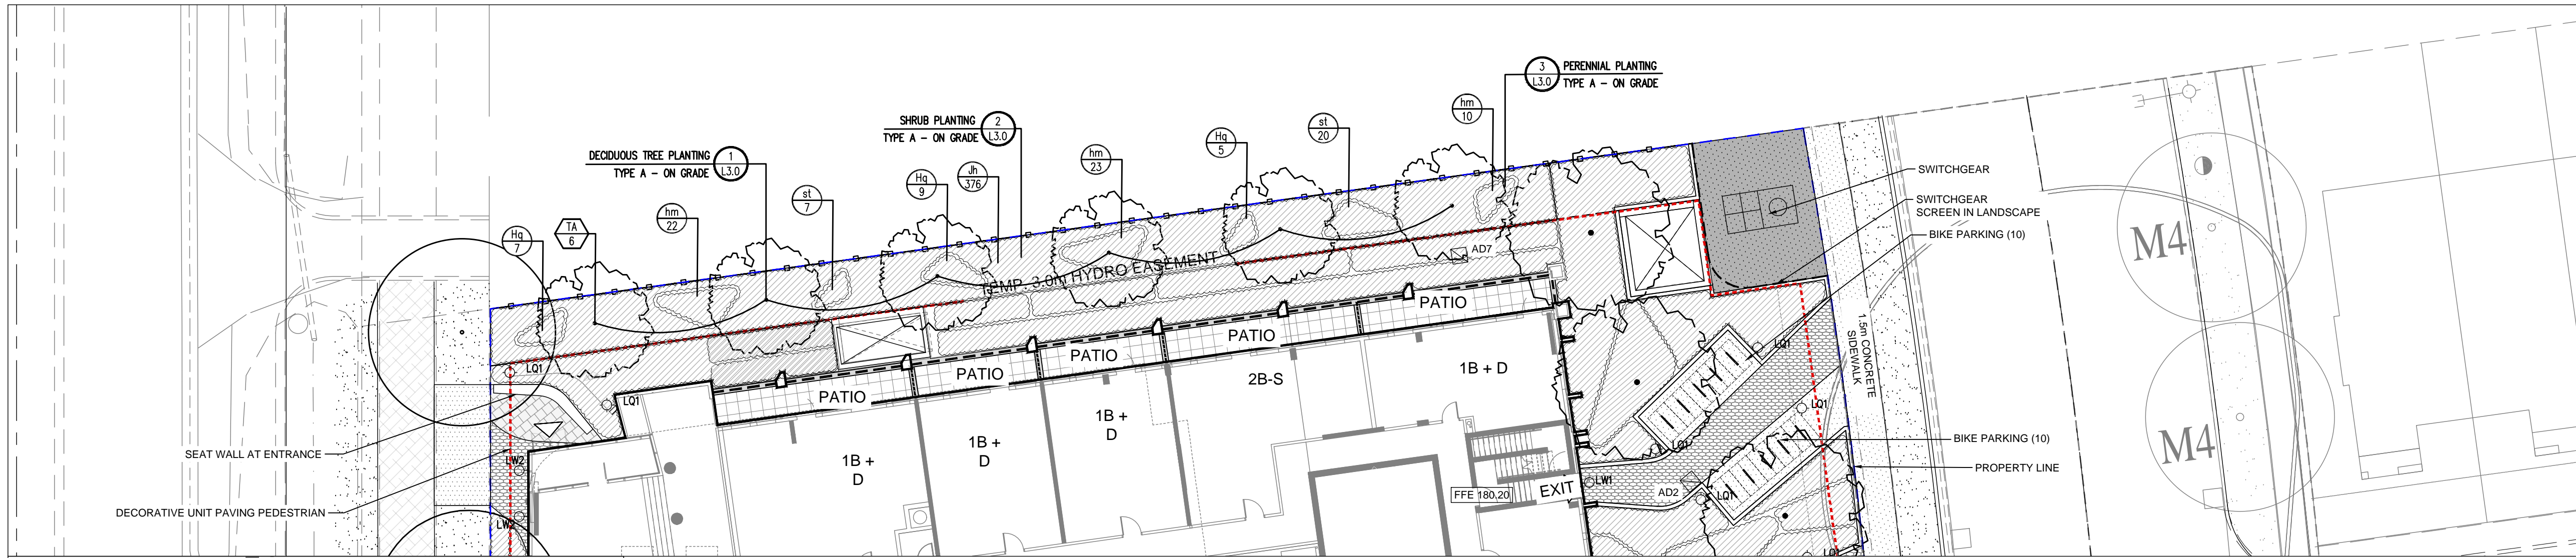 3
L3.0
PERENNIAL PLANTING
TYPE A – ON GRADE
hm
10
SHRUB PLANTING
TYPE A – ON GRADE
2
L3.0
st
20
Hq
5
DECIDUOUS TREE PLANTING
TYPE A – ON GRADE
1
L3.0
hm
23
Jh
376
Hq
9
st
7
hm
22
TA
6
Hq
7
SWITCHGEAR
SWITCHGEAR
SCREEN IN LANDSCAPE
BIKE PARKING (10)
M4
TEMP. 3.0m HYDRO EASEMENT
AD7
PATIO
PATIO
PATIO
PATIO
PATIO
1.5m CONCRETE
SIDEWALK
LQ1
LQ1
LQ1
LQ1
LQ1
LQ1
LQ1
1B + D
2B-S
1B +
D
1B +
D
1B +
D
SEAT WALL AT ENTRANCE
LW2
DECORATIVE UNIT PAVING PEDESTRIAN
LW2
BIKE PARKING (10)
M4
PROPERTY LINE
FFE 180.20
EXIT
LW1
AD2